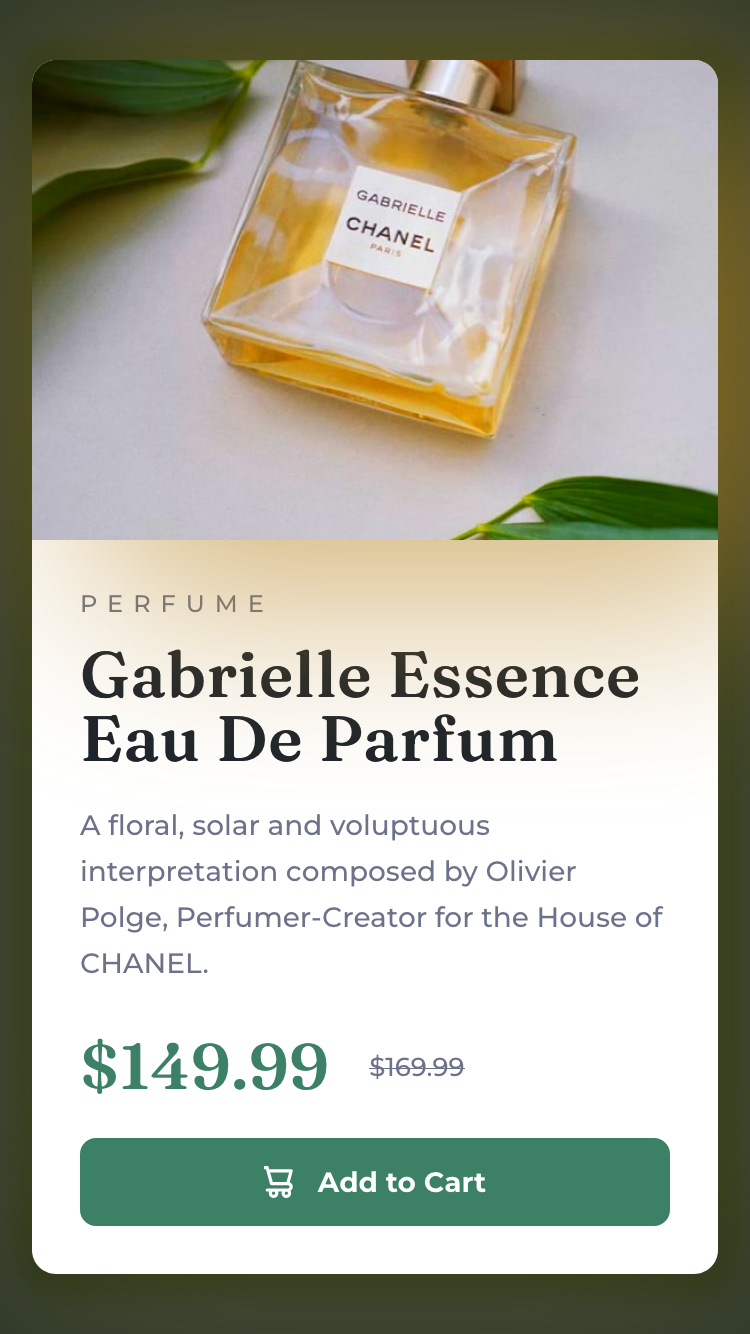 GABRIELLE
CHANEL
PARIS
PERFUME
Gabrielle Essence
Eau De Parfum
A floral, solar and voluptuous
interpretation composed by Olivier
Polge, Perfumer-Creator for the House of
CHANEL.
$149.99 $169.99
Add to Cart